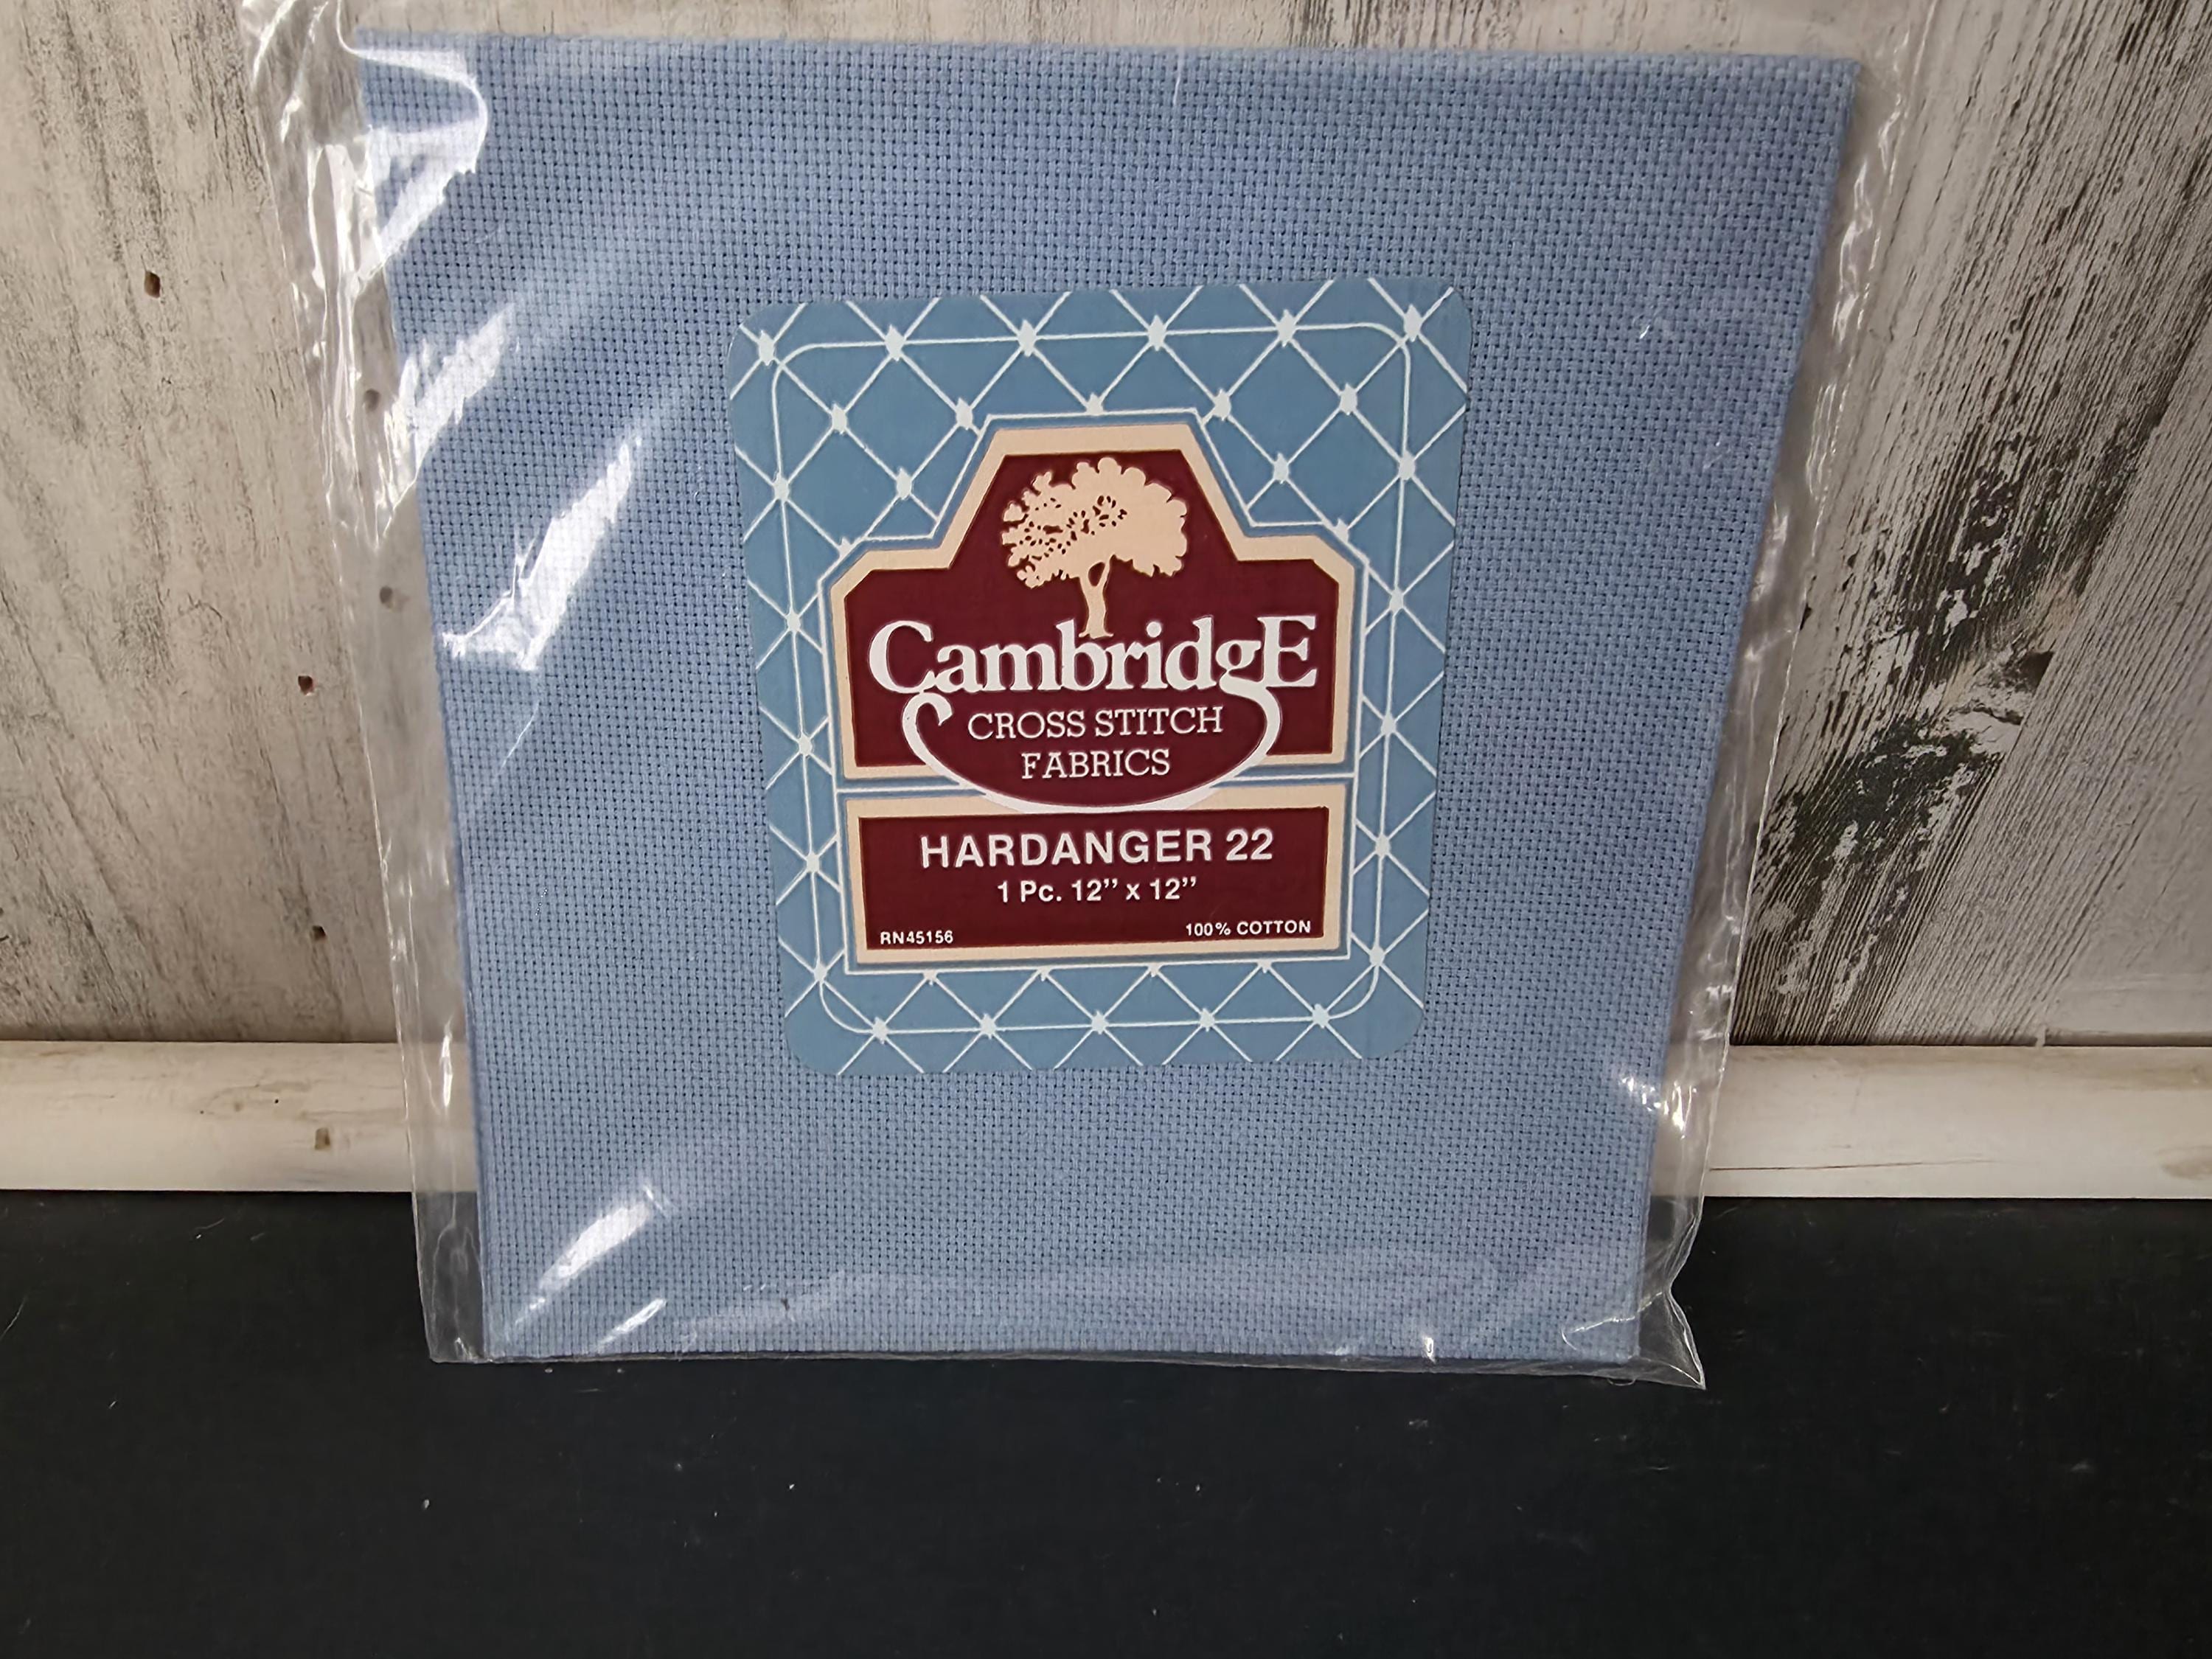 CambridgE
CROSS STITCH
FABRICS
HARDANGER 22
1 Pc. 12” x 12”
RN45156 100% COTTON